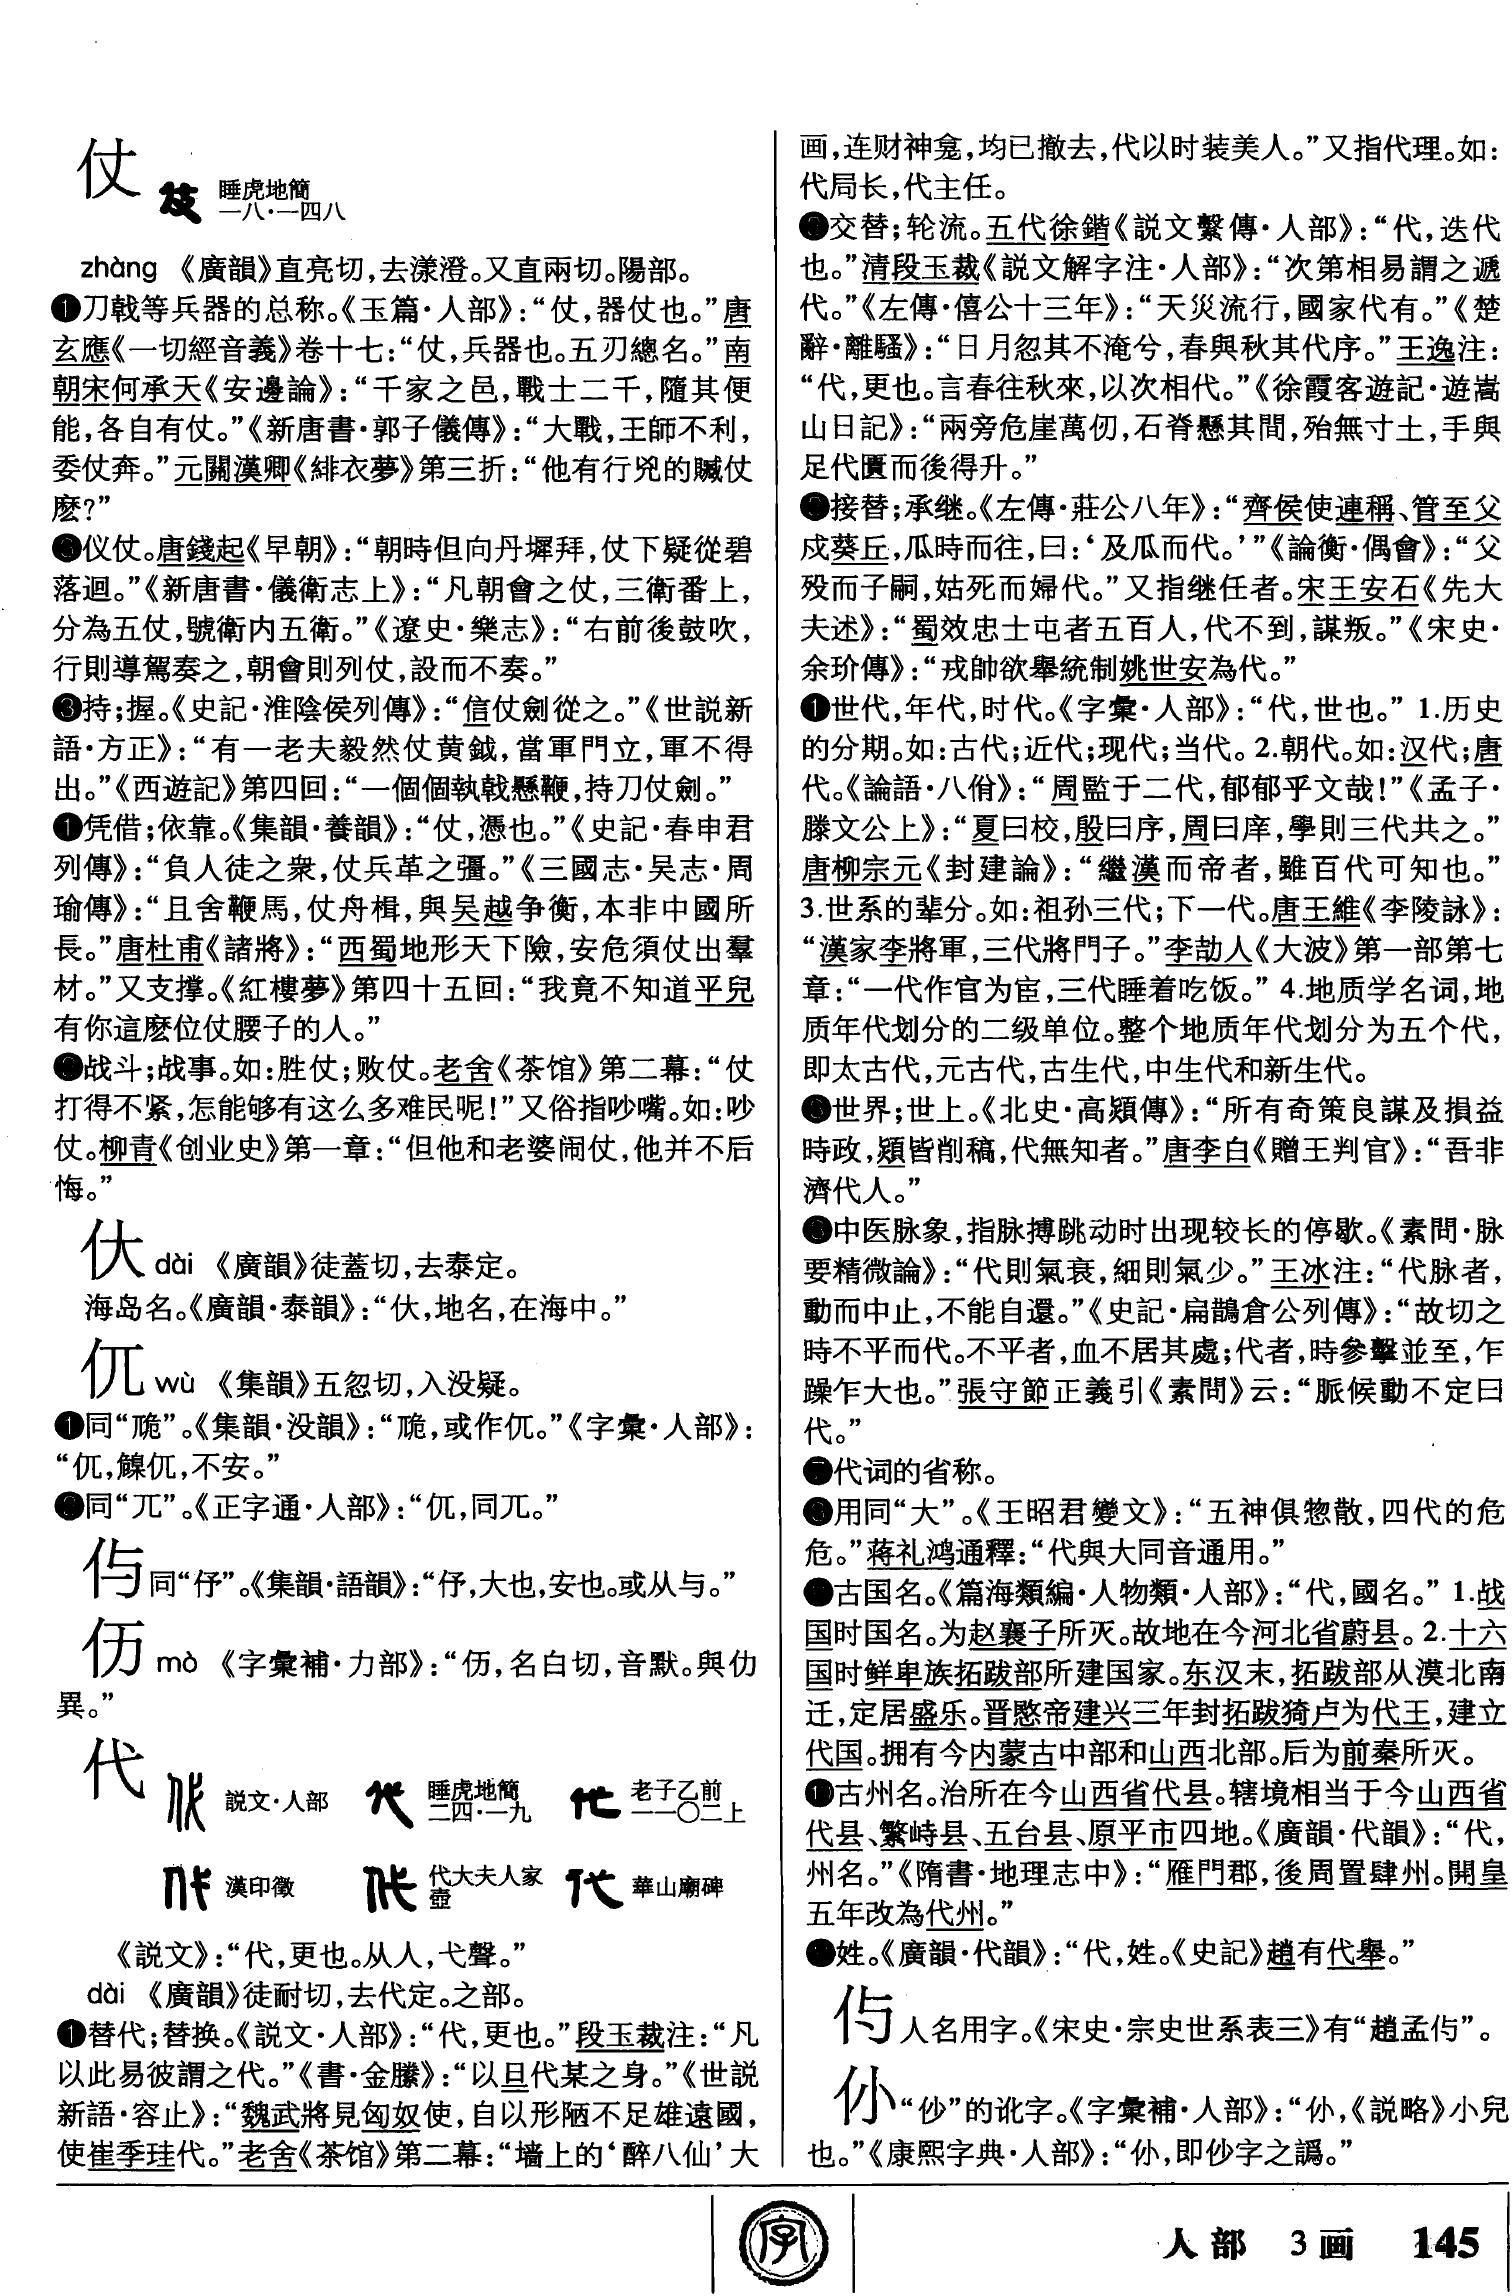 仗
睡虎地簡
一八·一四八
zhàng 《廣韻》直亮切,去漾澄。又直兩切。陽部。
❶刀戟等兵器的总称。《玉篇·人部》:“仗,器仗也。”唐
玄應《一切經音義》卷十七:“仗,兵器也。五刃總名。”南
朝宋何承天《安邊論》:“千家之邑,戰士二千,隨其便
能,各自有仗。”《新唐書·郭子儀傳》:“大戰,王師不利,
委仗奔。”元關漢卿《緋衣夢》第三折:“他有行兇的贓仗
麽?”
仪仗。唐錢起《早朝》:“朝時但向丹墀拜,仗下疑從碧
落迴。”《新唐書·儀衛志上》:“凡朝會之仗,三衛番上,
分為五仗,號衙内五衛。”《遼史·樂志》:“右前後鼓吹,
行則導駕奏之,朝會則列仗,設而不奏。”
❸持;握。《史記·淮陰侯列傳》:“信仗劍從之。”《世説新
語·方正》:“有一老夫毅然仗黄鉞,當軍門立,軍不得
出。”《西遊記》第四回:“一個個執戟懸鞭,持刀仗劍。”
凭借;依靠。《集韻·養韻》:“仗,憑也。”《史記·春申君
列傳》:“負人徒之衆,仗兵革之彊。”《三國志·吴志·周
瑜傳》:“且舍鞭馬,仗舟楫,與吴越争衡,本非中國所
長。”唐杜甫《諸將》:“西蜀地形天下險,安危須仗出羣
材。”又支撑。《紅樓夢》第四十五回:“我竟不知道平兒
有你這麽位仗腰子的人。”
战斗;战事。如:胜仗;败仗。老舍《茶馆》第二幕:“仗
打得不紧,怎能够有这么多难民呢!”又俗指吵嘴。如:吵
仗。柳青《创业史》第一章:“但他和老婆闹仗,他并不后
悔。”
伏 dài 《廣韻》徒蓋切,去泰定。
海岛名。《廣韻·泰韻》:“㐲,地名,在海中。”
仉 wù 《集韻》五忽切,入没疑。
❶同“卼”。《集韻·没韻》:“卼,或作㐳。”《字彙·人部》:
“㐳,㐳,不安。”
同“兀”。《正字通·人部》:“㐳,同兀。”
同“伃”。《集韻·語韻》:“伃,大也,安也。或从与。”
mò 《字彙補·力部》:“㑄,名白切,音默。與仂
異。”
代
説文·人部
睡虎地簡
二四·一九
老子乙前
一一〇二上
漢印徵
代大夫人家
壺
華山廟碑
《説文》:“代,更也。从人,弋聲。”
dài 《廣韻》徒耐切,去代定。之部。
❶替代;替换。《説文·人部》:“代,更也。”段玉裁注:“凡
以此易彼謂之代。”《書·金縢》:“以旦代某之身。”《世説
新語·容止》:“魏武將見匈奴使,自以形陋不足雄遠國,
使崔季珪代。”老舍《茶馆》第二幕:“墙上的‘醉八仙’大
画,连财神龛,均已撤去,代以时装美人。”又指代理。如:
代局长,代主任。
交替;轮流。五代徐鍇《説文繫傳·人部》:“代,迭代
也。”清段玉裁《説文解字注·人部》:“次第相易謂之遞
代。”《左傳·僖公十三年》:“天災流行,國家代有。”《楚
辭·離騷》:“日月忽其不淹兮,春與秋其代序。”王逸注:
“代,更也。言春往秋來,以次相代。”《徐霞客遊記·遊嵩
山日記》:“兩旁危崖萬仞,石脊懸其間,殆無寸土,手與
足代匱而後得升。”
接替;承继。《左傳·莊公八年》:“齊侯使連稱、管至父
戍葵丘,瓜時而往,曰:‘及瓜而代。’”《論衡·偶會》:“父
殁而子嗣,姑死而婦代。”又指继任者。宋王安石《先大
夫述》:“蜀效忠士屯者五百人,代不到,謀叛。”《宋史·
余玠傳》:“戎帥欲舉統制姚世安為代。”
世代,年代,时代。《字彙·人部》:“代,世也。” 1.历史
的分期。如:古代;近代;现代;当代。2.朝代。如:汉代;唐
代。《論語·八佾》:“周監于二代,郁郁乎文哉!”《孟子·
滕文公上》:“夏曰校,殷曰序,周曰庠,學則三代共之。”
唐柳宗元《封建論》:“繼漢而帝者,雖百代可知也。”
3.世系的辈分。如:祖孙三代;下一代。唐王維《李陵詠》:
“漢家李將軍,三代將門子。”李劼人《大波》第一部第七
章:“一代作官为宦,三代睡着吃饭。” 4.地质学名词,地
质年代划分的二级单位。整个地质年代划分为五个代,
即太古代,元古代,古生代,中生代和新生代。
世界;世上。《北史·高熲傳》:“所有奇策良謀及損益
時政,熲皆削稿,代無知者。”唐李白《贈王判官》:“吾非
濟代人。”
中医脉象,指脉搏跳动时出现较长的停歇。《素問·脉
要精微論》:“代則氣衰,細則氣少。”王冰注:“代脉者,
動而中止,不能自還。”《史記·扁鵲倉公列傳》:“故切之
時不平而代。不平者,血不居其處;代者,時參擊並至,乍
躁乍大也。”張守節正義引《素問》云:“脈候動不定曰
代。”
代词的省称。
用同“大”。《王昭君變文》:“五神俱惣散,四代的危
危。”蒋礼鸿通釋:“代與大同音通用。”
古国名。《篇海類編·人物類·人部》:“代,國名。” 1.战
国时国名。为赵襄子所灭。故地在今河北省蔚县。2.十六
国时鲜卑族拓跋部所建国家。东汉末,拓跋部从漠北南
迁,定居盛乐。晋愍帝建兴三年封拓跋猗卢为代王,建立
代国。拥有今内蒙古中部和山西北部。后为前秦所灭。
古州名。治所在今山西省代县。辖境相当于今山西省
代县、繁峙县、五台县、原平市四地。《廣韻·代韻》:“代,
州名。”《隋書·地理志中》:“雁門郡,後周置肆州。開皇
五年改為代州。”
姓。《廣韻·代韻》:“代,姓。《史記》趙有代舉。”
人名用字。《宋史·宗史世系表三》有“趙孟”。
“仯”的讹字。《字彙補·人部》:“㐱,《説略》小兒
也。”《康熙字典·人部》:“即仯字之譌。”
字
人部 3画 145